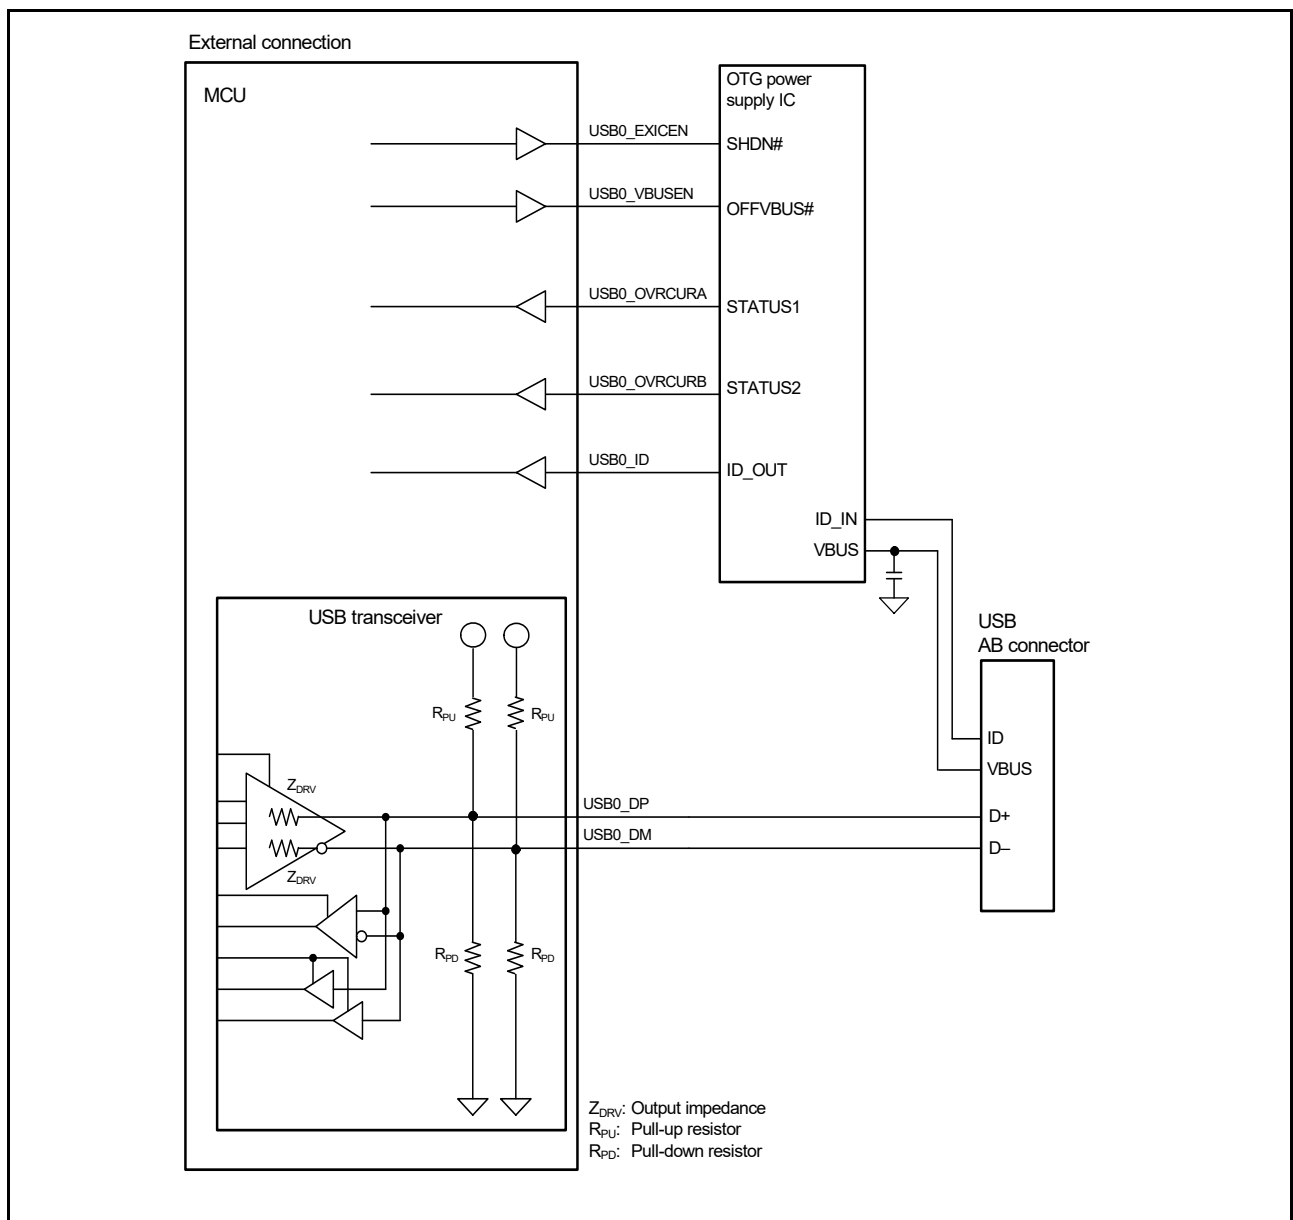 External connection
MCU
OTG power
supply IC
USB0_EXICEN
SHDN#
USB0_VBUSEN
OFFVBUS#
USB0_OVRCURA
STATUS1
USB0_OVRCURB
STATUS2
USB0_ID
ID_OUT
ID_IN
VBUS
USB
AB connector
USB transceiver
RPU
RPU
ID
VBUS
ZDRV
USB0_DP
D+
USB0_DM
D–
ZDRV
RPD
RPD
ZDRV: Output impedance
RPU: Pull-up resistor
RPD: Pull-down resistor